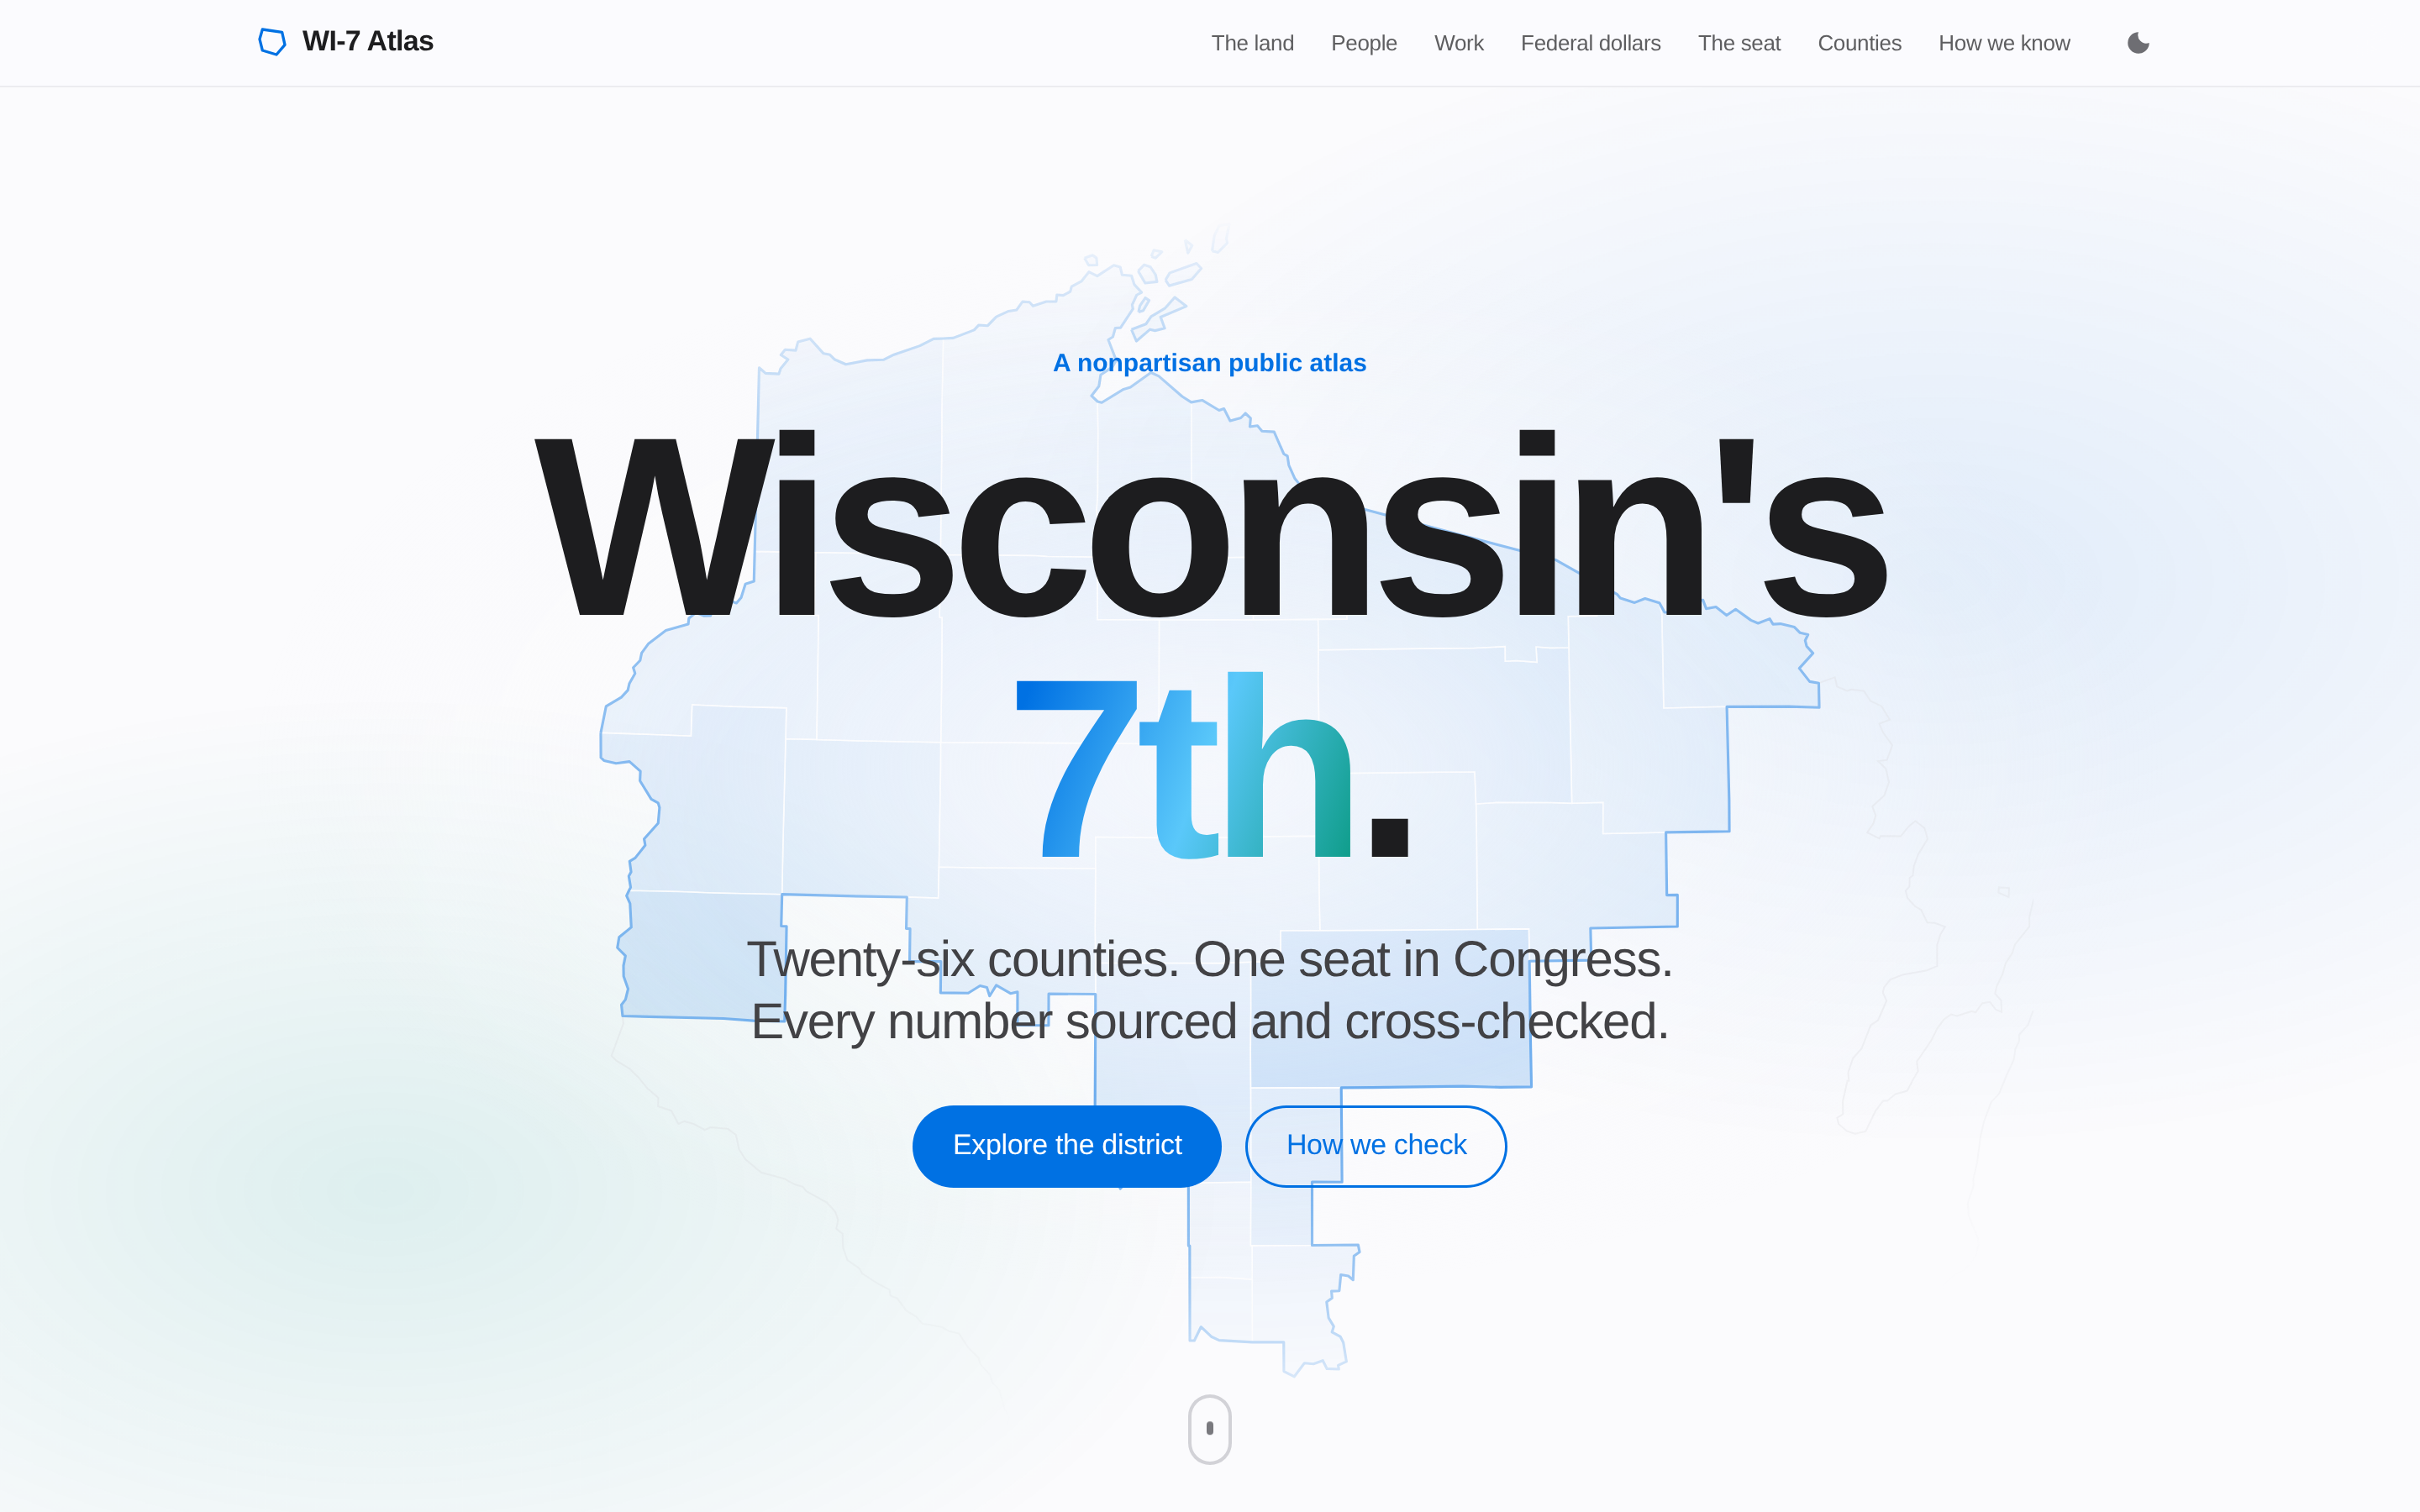 WI-7 Atlas
The land People Work Federal dollars The seat Counties How we know
A nonpartisan public atlas
Wisconsin's
7th.
Twenty-six counties. One seat in Congress.
Every number sourced and cross-checked.
Explore the district How we check